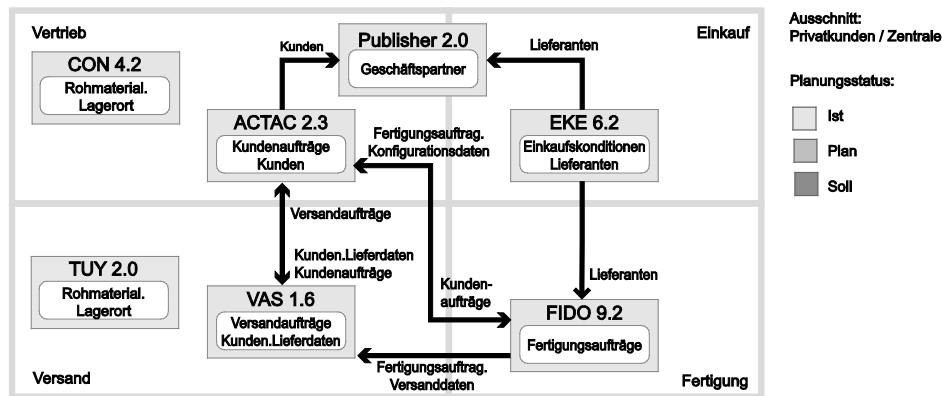 Vertrieb
Einkauf
CON 4.2
Rohmaterial.
Lagerort
Kunden
Publisher 2.0
Geschäftspartner
Lieferanten
ACTAC 2.3
Kundenaufträge
Kunden
Fertigungsauftrag.
Konfigurationsdaten
EKE 6.2
Einkaufskonditionen
Lieferanten
Versandaufträge
Kunden.Lieferdaten
Kundenaufträge
Kunden-
aufträge
Lieferanten
TUY 2.0
Rohmaterial.
Lagerort
VAS 1.6
Versandaufträge
Kunden.Lieferdaten
FIDO 9.2
Fertigungsaufträge
Fertigungsauftrag.
Versanddaten
Versand
Fertigung
Ausschnitt:
Privatkunden / Zentrale
Planungsstatus:
Ist
Plan
Soll